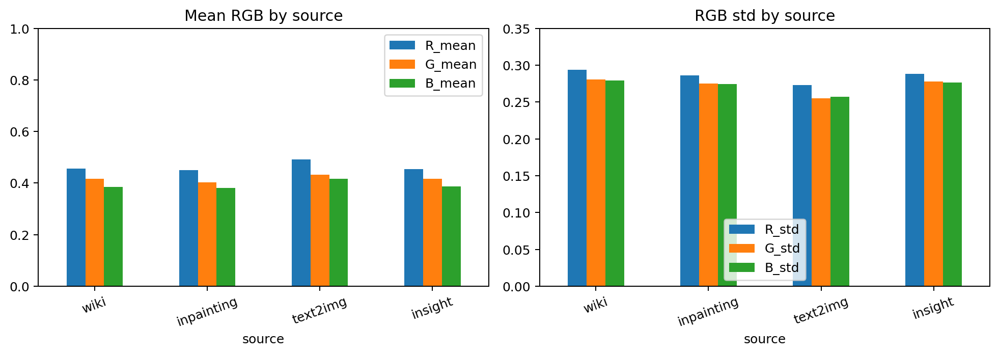 Mean RGB by source
1.0
0.8
0.6
0.4
0.2
0.0
R_mean
G_mean
B_mean
wiki
inpainting
text2img
insight
source
RGB std by source
0.35
0.30
0.25
0.20
0.15
0.10
0.05
0.00
R_std
G_std
B_std
wiki
inpainting
text2img
insight
source